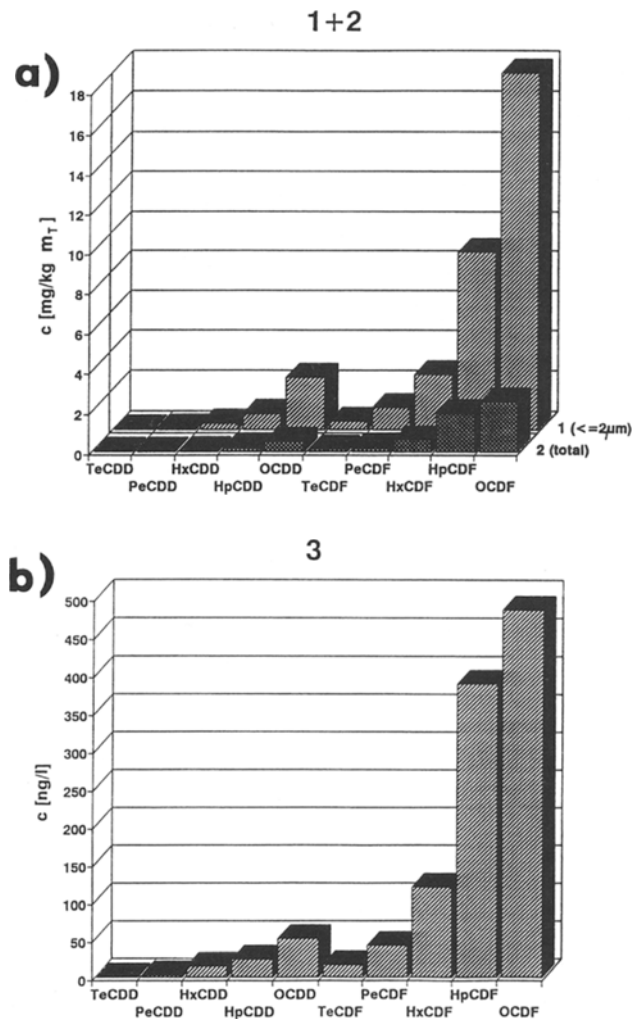 1+2
a)
18
16
14
12
10
8
6
4
2
0
c [mg/kg m_T]
1 (<=2μm)
2 (total)
TeCDD HxCDD OCDD PeCDF HpCDF
PeCDD HpCDD TeCDF HxCDF OCDF
3
b)
500
450
400
350
300
250
200
150
100
50
0
c [ng/l]
TeCDD HxCDD OCDD PeCDF HpCDF
PeCDD HpCDD TeCDF HxCDF OCDF